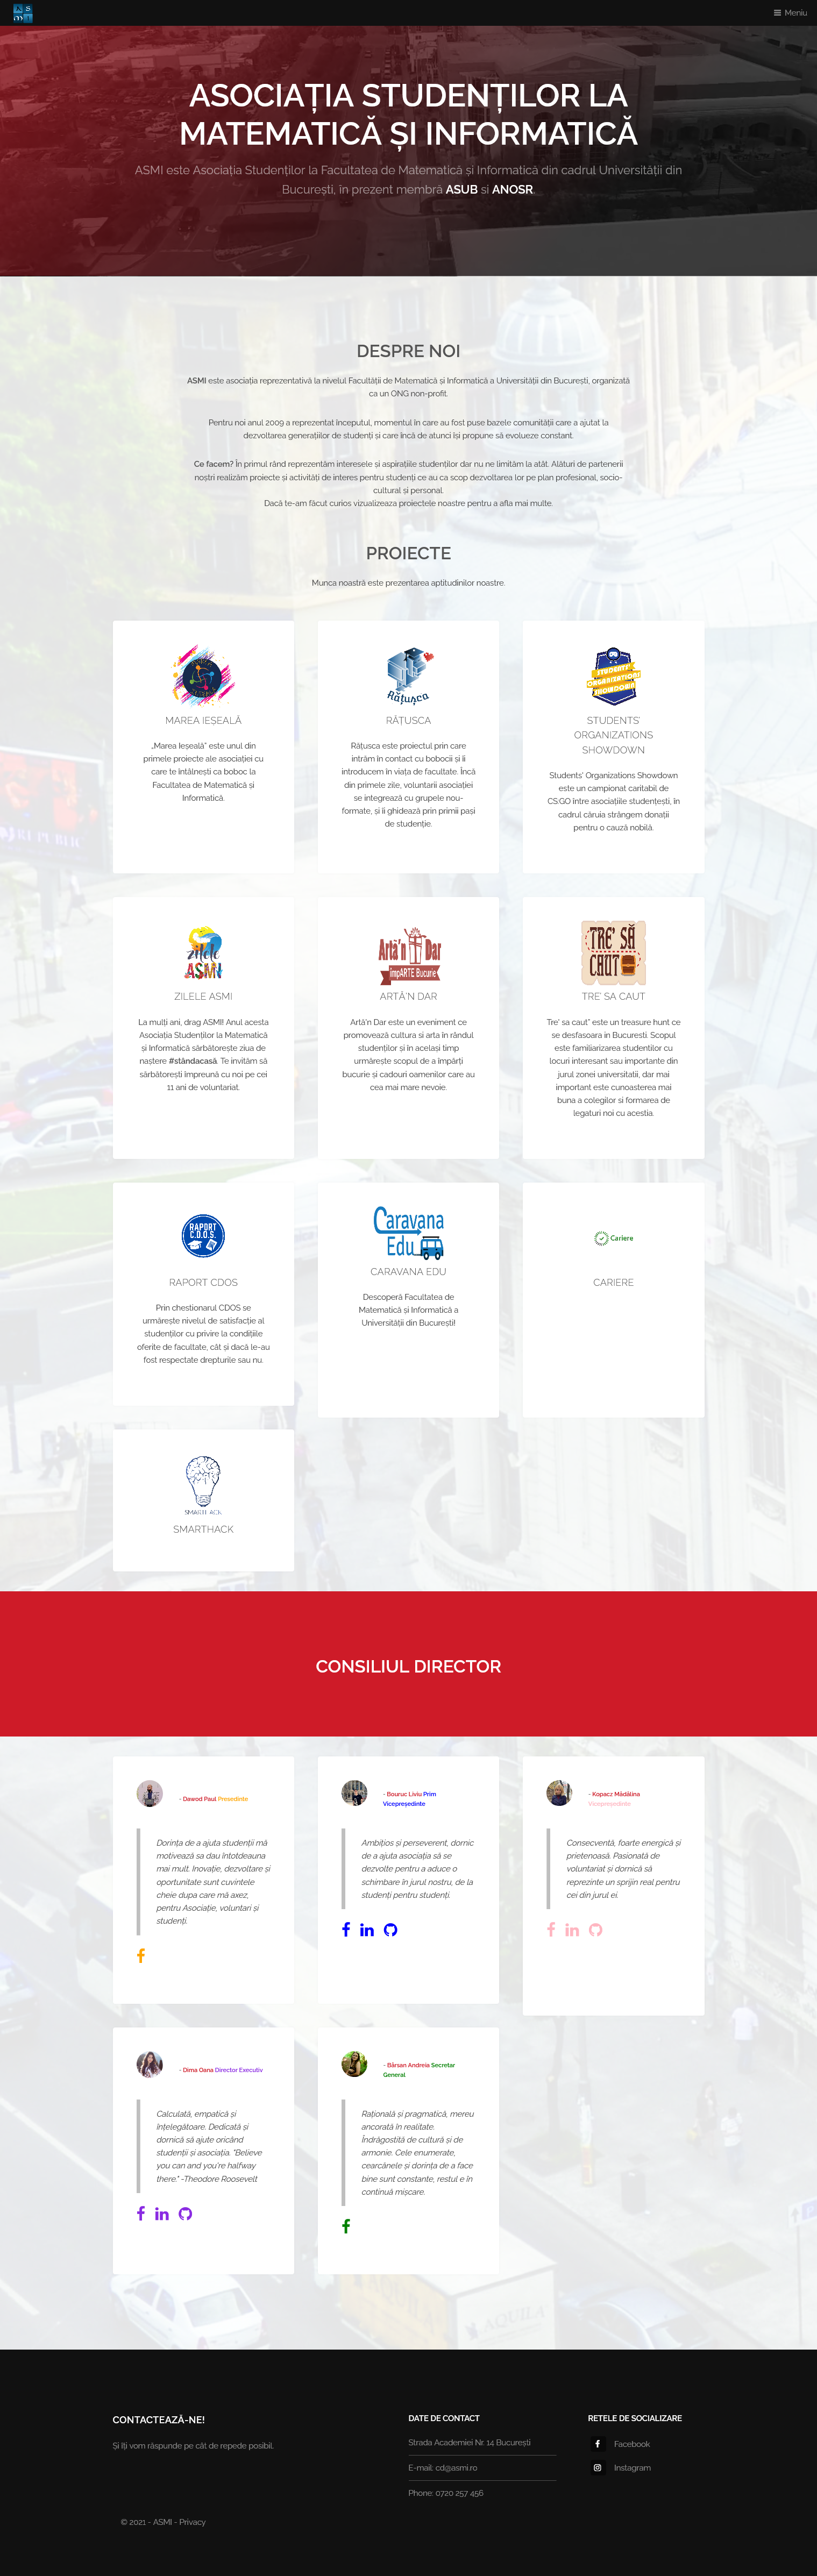 Meniu
ASOCIAȚIA STUDENȚILOR LA
MATEMATICĂ ȘI INFORMATICĂ
ASMI este Asociația Studenților la Facultatea de Matematică și Informatică din cadrul Universității din
București, în prezent membră ASUB si ANOSR.
DESPRE NOI
ASMI este asociația reprezentativă la nivelul Facultății de Matematică și Informatică a Universității din București, organizată
ca un ONG non-profit.
Pentru noi anul 2009 a reprezentat începutul, momentul în care au fost puse bazele comunității care a ajutat la
dezvoltarea generațiilor de studenți și care încă de atunci își propune să evolueze constant.
Ce facem? În primul rând reprezentăm interesele și aspirațiile studenților dar nu ne limităm la atât. Alături de partenerii
noștri realizăm proiecte și activități de interes pentru studenți ce au ca scop dezvoltarea lor pe plan profesional, socio-
cultural și personal.
Dacă te-am făcut curios vizualizeaza proiectele noastre pentru a afla mai multe.
PROIECTE
Munca noastră este prezentarea aptitudinilor noastre.
MAREA IEȘEALĂ
„Marea Ieșeală” este unul din
primele proiecte ale asociației cu
care te întâlnești ca boboc la
Facultatea de Matematică și
Informatică.
Rățușca
RĂȚUSCA
Rățusca este proiectul prin care
intrăm în contact cu bobocii și îi
introducem în viața de facultate. Încă
din primele zile, voluntarii asociației
se integrează cu grupele nou-
formate, și îi ghidează prin primii pași
de studenție.
STUDENTS'
ORGANIZATIONS
SHOWDOWN
STUDENTS'
ORGANIZATIONS
SHOWDOWN
Students' Organizations Showdown
este un campionat caritabil de
CS:GO între asociațiile studențești, în
cadrul căruia strângem donații
pentru o cauză nobilă.
zilele
ASMI
ZILELE ASMI
La mulți ani, drag ASMI! Anul acesta
Asociația Studenților la Matematică
și Informatică sărbătorește ziua de
naștere #stândacasă. Te invităm să
sărbătorești împreună cu noi pe cei
11 ani de voluntariat.
Artă'n Dar
ÎmpARTE Bucurie
ARTĂ'N DAR
Artă'n Dar este un eveniment ce
promovează cultura si arta în rândul
studenților și în același timp
urmărește scopul de a împărți
bucurie și cadouri oamenilor care au
cea mai mare nevoie.
TRE' SĂ
CAUT
TRE' SA CAUT
Tre' sa caut" este un treasure hunt ce
se desfasoara in Bucuresti. Scopul
este familiarizarea studentilor cu
locuri interesant sau importante din
jurul zonei universitatii, dar mai
important este cunoasterea mai
buna a colegilor si formarea de
legaturi noi cu acestia.
RAPORT
C.D.O.S.
RAPORT CDOS
Prin chestionarul CDOS se
urmărește nivelul de satisfacție al
studenților cu privire la condițiile
oferite de facultate, cât și dacă le-au
fost respectate drepturile sau nu.
Caravana
Edu
CARAVANA EDU
Descoperă Facultatea de
Matematică și Informatică a
Universității din București!
Cariere
CARIERE
SMARTHACK
SMARTHACK
CONSILIUL DIRECTOR
- Dawod Paul Președinte
Dorința de a ajuta studenții mă
motivează sa dau întotdeauna
mai mult. Inovație, dezvoltare și
oportunitate sunt cuvintele
cheie dupa care mă axez,
pentru Asociație, voluntari și
studenți.
- Bouruc Liviu Prim
Vicepreședinte
Ambițios și perseverent, dornic
de a ajuta asociația să se
dezvolte pentru a aduce o
schimbare în jurul nostru, de la
studenți pentru studenți.
- Kopacz Mădălina
Vicepreședinte
Consecventă, foarte energică și
prietenoasă. Pasionată de
voluntariat și dornică să
reprezinte un sprijin real pentru
cei din jurul ei.
- Dima Oana Director Executiv
Calculată, empatică și
înțelegătoare. Dedicată și
dornică să ajute oricând
studenții și asociația. "Believe
you can and you're halfway
there." -Theodore Roosevelt
- Bârsan Andreia Secretar
General
Rațională și pragmatică, mereu
ancorată în realitate.
Îndrăgostită de cultură și de
armonie. Cele enumerate,
cearcănele și dorința de a face
bine sunt constante, restul e în
continuă mișcare.
CONTACTEAZĂ-NE!
Și îți vom răspunde pe cât de repede posibil.
DATE DE CONTACT
Strada Academiei Nr. 14 București
E-mail: cd@asmi.ro
Phone: 0720 257 456
RETELE DE SOCIALIZARE
Facebook
Instagram
© 2021 - ASMI - Privacy